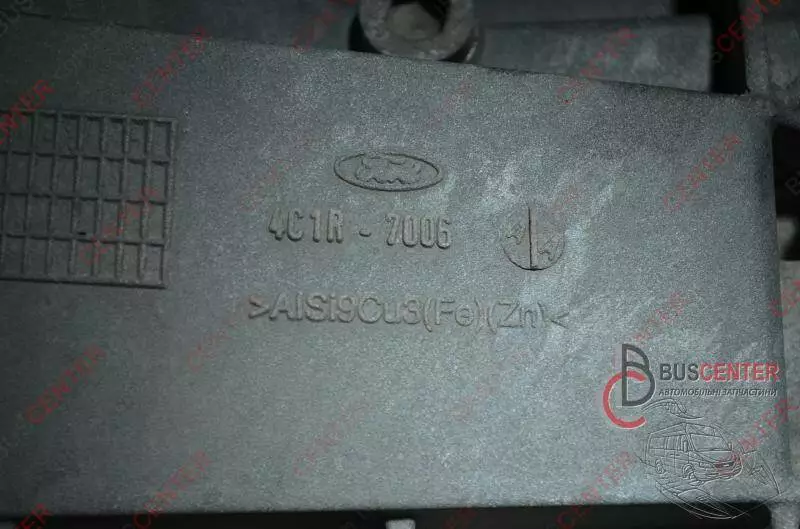 Ford
4C1R - 7006
>AlSi9Cu3(Fe)(Zn)<
BUSCENTER
АВТОМОБІЛЬНІ ЗАПЧАСТИНИ